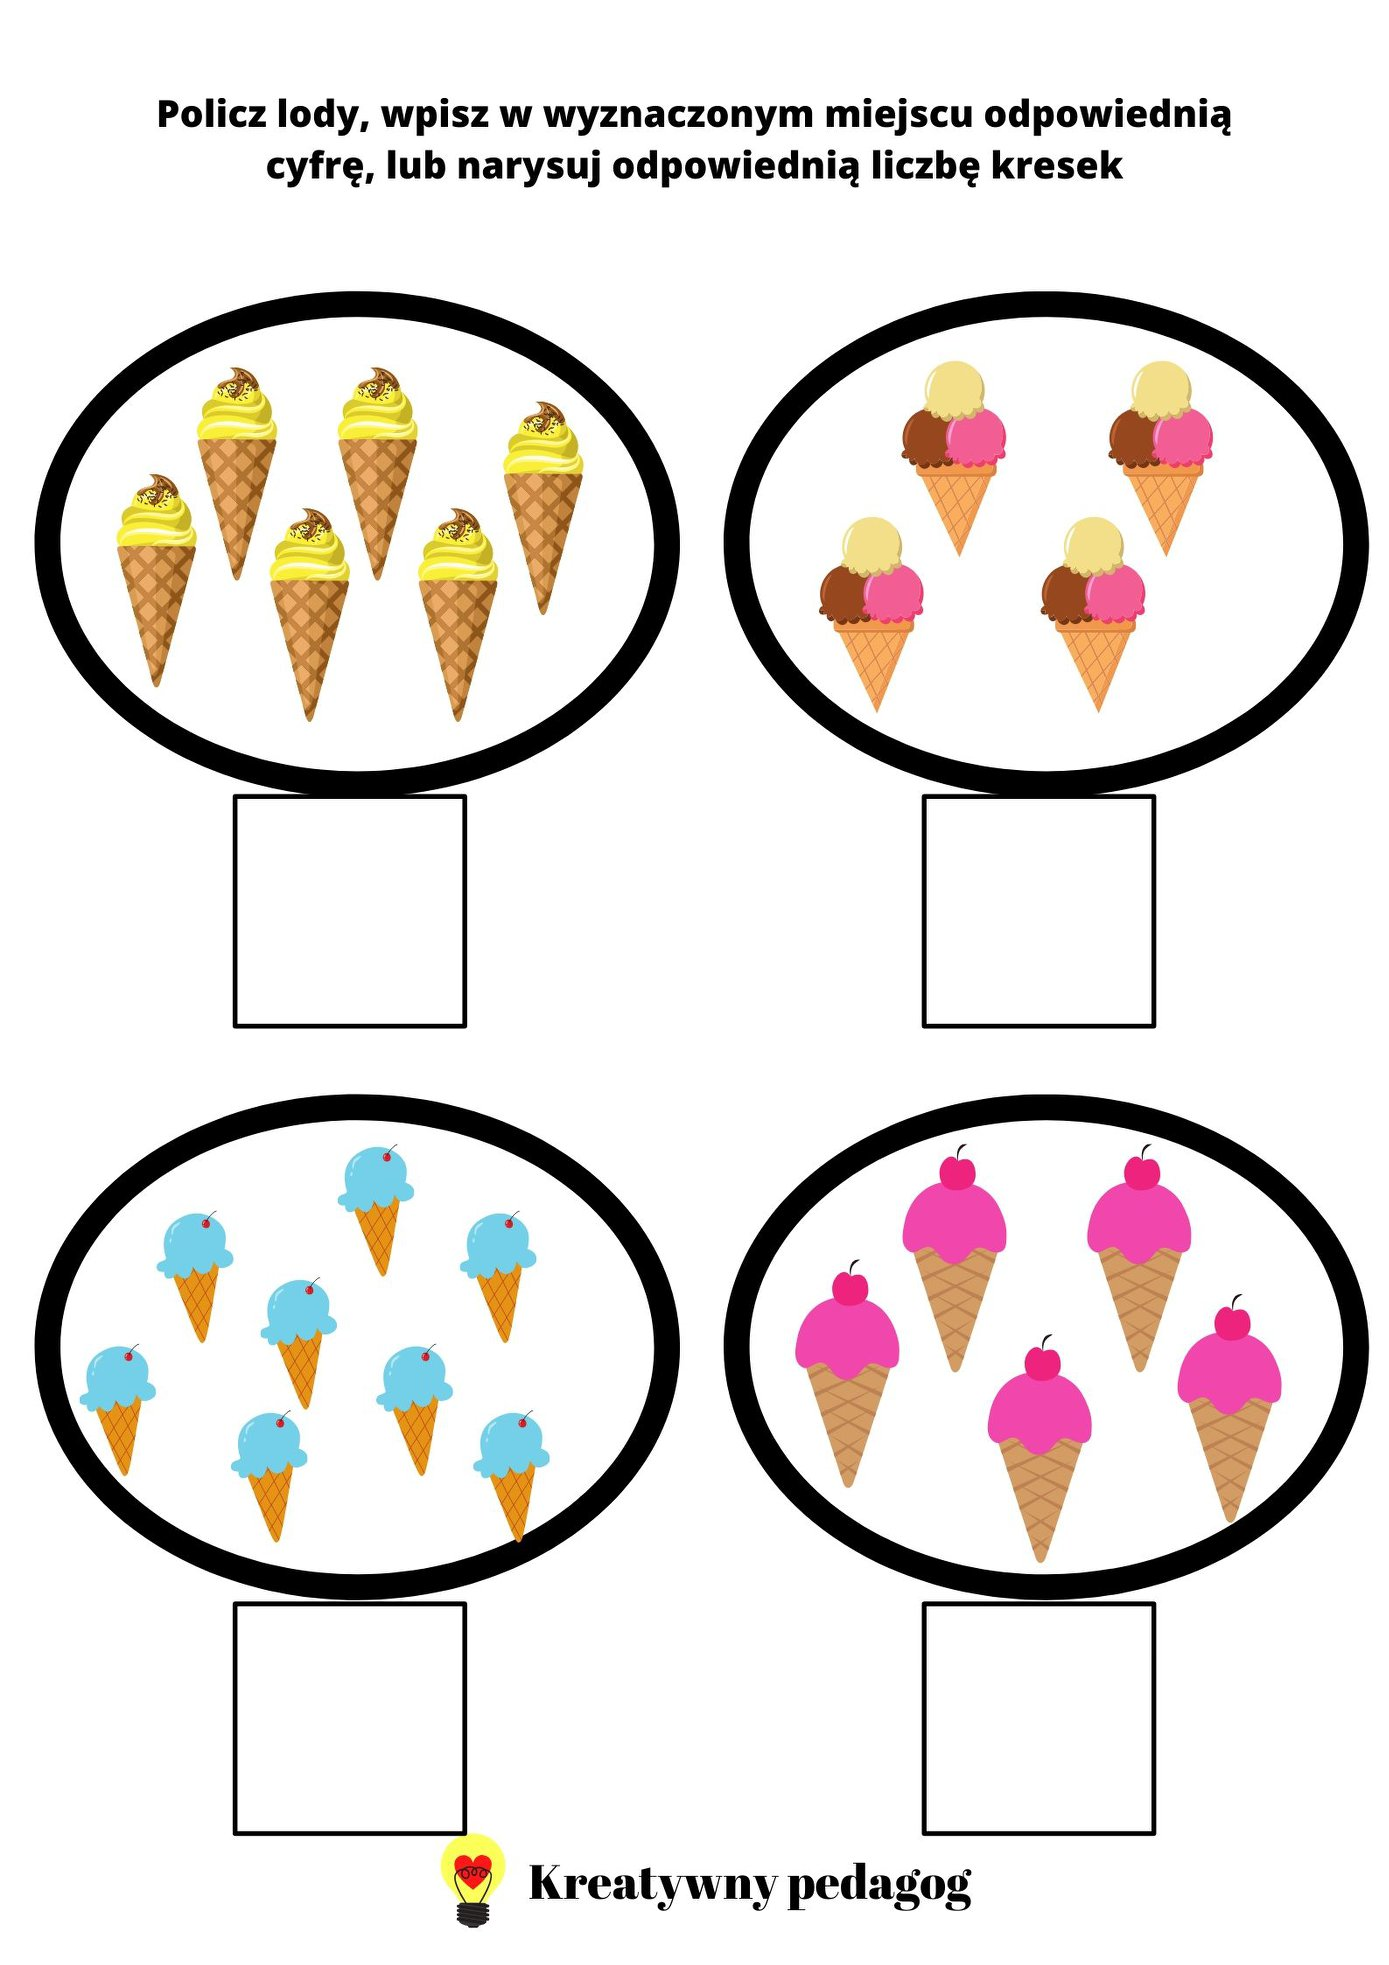 Policz lody, wpisz w wyznaczonym miejscu odpowiednią
cyfrę, lub narysuj odpowiednią liczbę kresek
Kreatywny pedagog